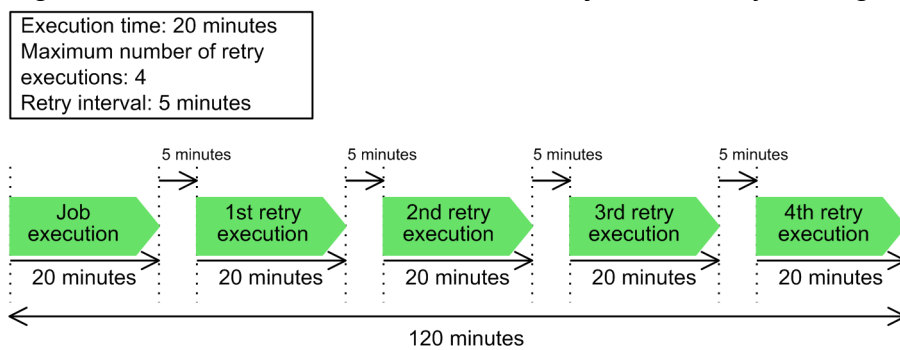 Execution time: 20 minutes
Maximum number of retry
executions: 4
Retry interval: 5 minutes
5 minutes
5 minutes
5 minutes
5 minutes
Job
execution
1st retry
execution
2nd retry
execution
3rd retry
execution
4th retry
execution
20 minutes
20 minutes
20 minutes
20 minutes
20 minutes
120 minutes